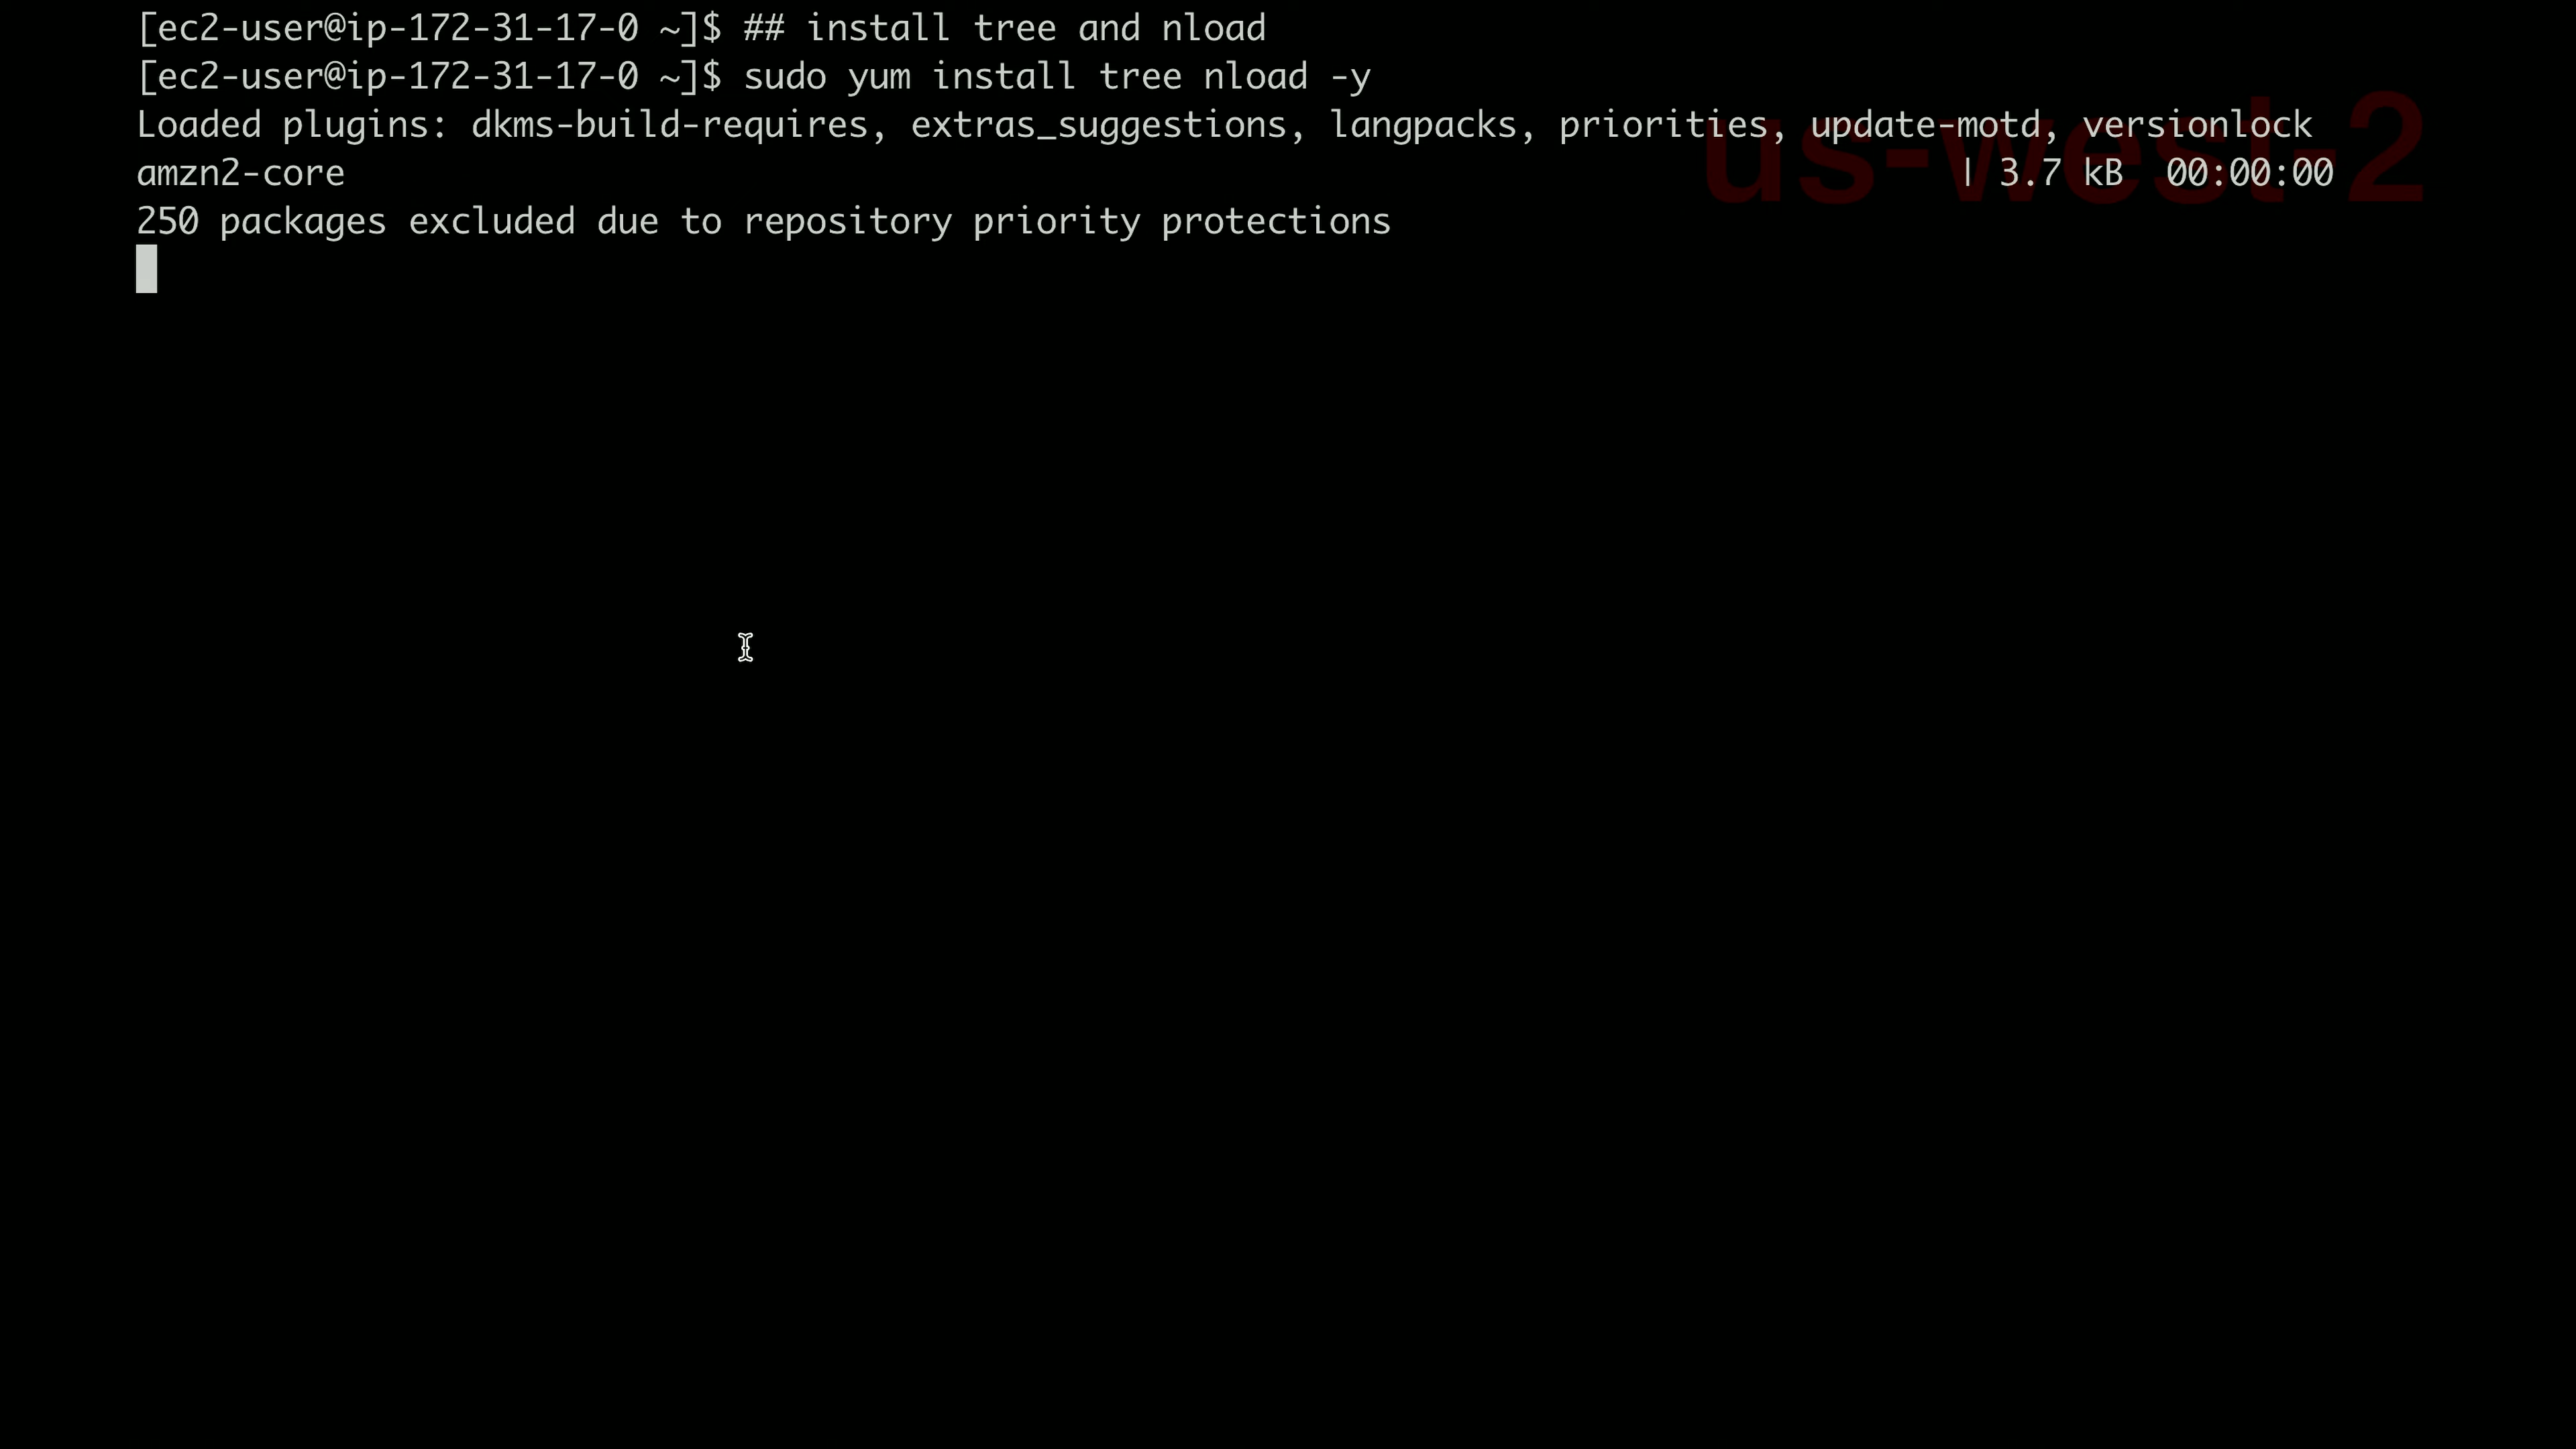 [ec2-user@ip-172-31-17-0 ~]$ ## install tree and nload
[ec2-user@ip-172-31-17-0 ~]$ sudo yum install tree nload -y
Loaded plugins: dkms-build-requires, extras_suggestions, langpacks, priorities, update-motd, versionlock
us-west-2
amzn2-core | 3.7 kB 00:00:00
250 packages excluded due to repository priority protections